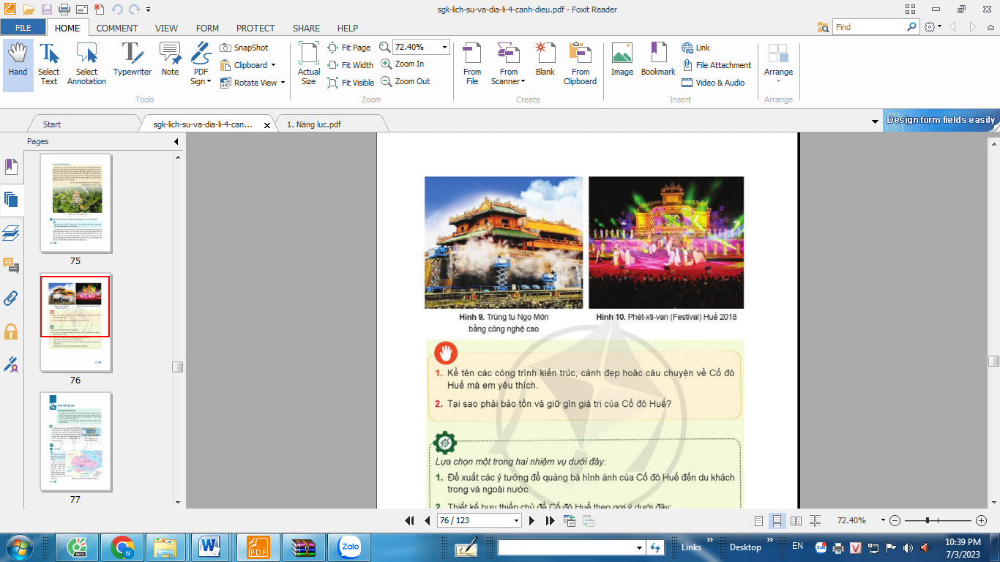 sgk-lich-su-va-dia-li-4-canh-dieu.pdf - Foxit Reader
FILE HOME COMMENT VIEW FORM PROTECT SHARE HELP
Find
Hand
Select Text
Select Annotation
Typewriter
Note
PDF Sign
SnapShot
Clipboard
Rotate View
Tools
Actual Size
Fit Page
Fit Width
Fit Visible
72.40%
Zoom In
Zoom Out
Zoom
From File
From Scanner
Blank
From Clipboard
Create
Image
Bookmark
Link
File Attachment
Video & Audio
Insert
Arrange
Arrange
Start
sgk-lich-su-va-dia-li-4-can...
1. Năng luc.pdf
Design form fields easily
Pages
75
76
77
Hình 9. Trùng tu Ngọ Môn
bằng công nghệ cao
Hình 10. Phét-xti-van (Festival) Huế 2018
1. Kể tên các công trình kiến trúc, cảnh đẹp hoặc câu chuyện về Cố đô
Huế mà em yêu thích.
2. Tại sao phải bảo tồn và giữ gìn giá trị của Cố đô Huế?
Lựa chọn một trong hai nhiệm vụ dưới đây:
1. Đề xuất các ý tưởng để quảng bá hình ảnh của Cố đô Huế đến du khách
trong và ngoài nước.
2. Thiết kế bưu thiếp chủ đề Cố đô Huế theo gợi ý dưới đây:
76 / 123
72.40%
BETA
N
W
PDF
Zalo
Links
Desktop
EN
Zalo
V
10:39 PM
7/3/2023